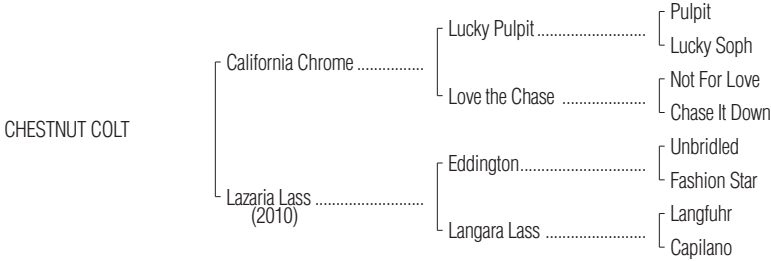 Pulpit
Lucky Pulpit ..........................
Lucky Soph
California Chrome ................
Not For Love
Love the Chase ....................
Chase It Down
CHESTNUT COLT
Unbridled
Eddington..............................
Fashion Star
Lazaria Lass ..........................
(2010)
Langfuhr
Langara Lass ........................
Capilano